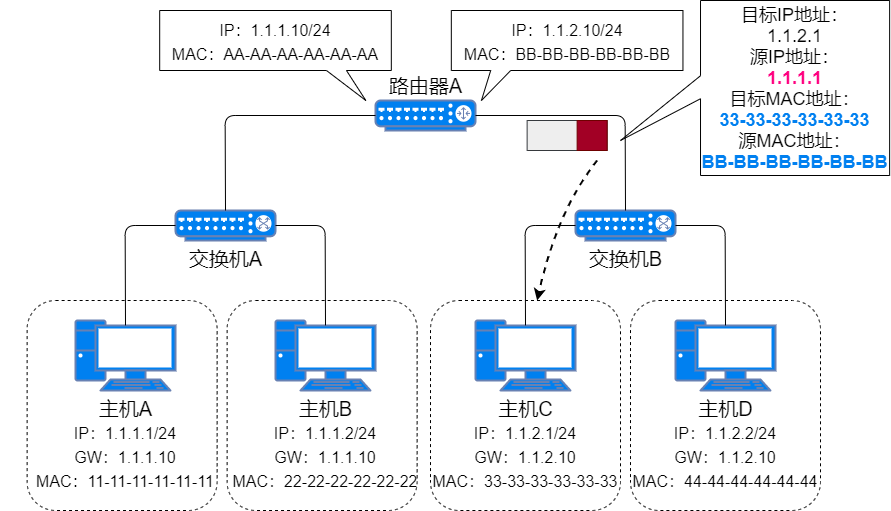 IP：1.1.1.10/24
MAC：AA-AA-AA-AA-AA-AA
IP：1.1.2.10/24
MAC：BB-BB-BB-BB-BB-BB
目标IP地址：
1.1.2.1
源IP地址：
1.1.1.1
目标MAC地址：
33-33-33-33-33-33
源MAC地址：
BB-BB-BB-BB-BB-BB
路由器A
交换机A
交换机B
主机A
IP：1.1.1.1/24
GW：1.1.1.10
MAC：11-11-11-11-11-11
主机B
IP：1.1.1.2/24
GW：1.1.1.10
MAC：22-22-22-22-22-22
主机C
IP：1.1.2.1/24
GW：1.1.2.10
MAC：33-33-33-33-33-33
主机D
IP：1.1.2.2/24
GW：1.1.2.10
MAC：44-44-44-44-44-44